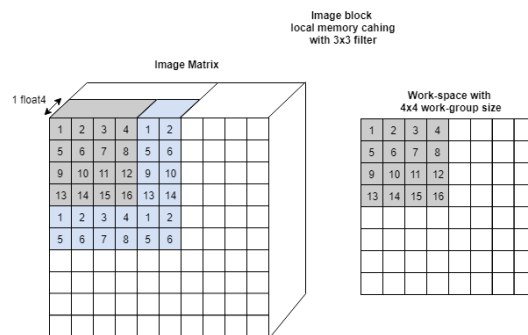 Image block
local memory cahing
with 3x3 filter
Image Matrix
1 float4
1 2 3 4 1 2
5 6 7 8 5 6
9 10 11 12 9 10
13 14 15 16 13 14
1 2 3 4 1 2
5 6 7 8 5 6
Work-space with
4x4 work-group size
1 2 3 4
5 6 7 8
9 10 11 12
13 14 15 16